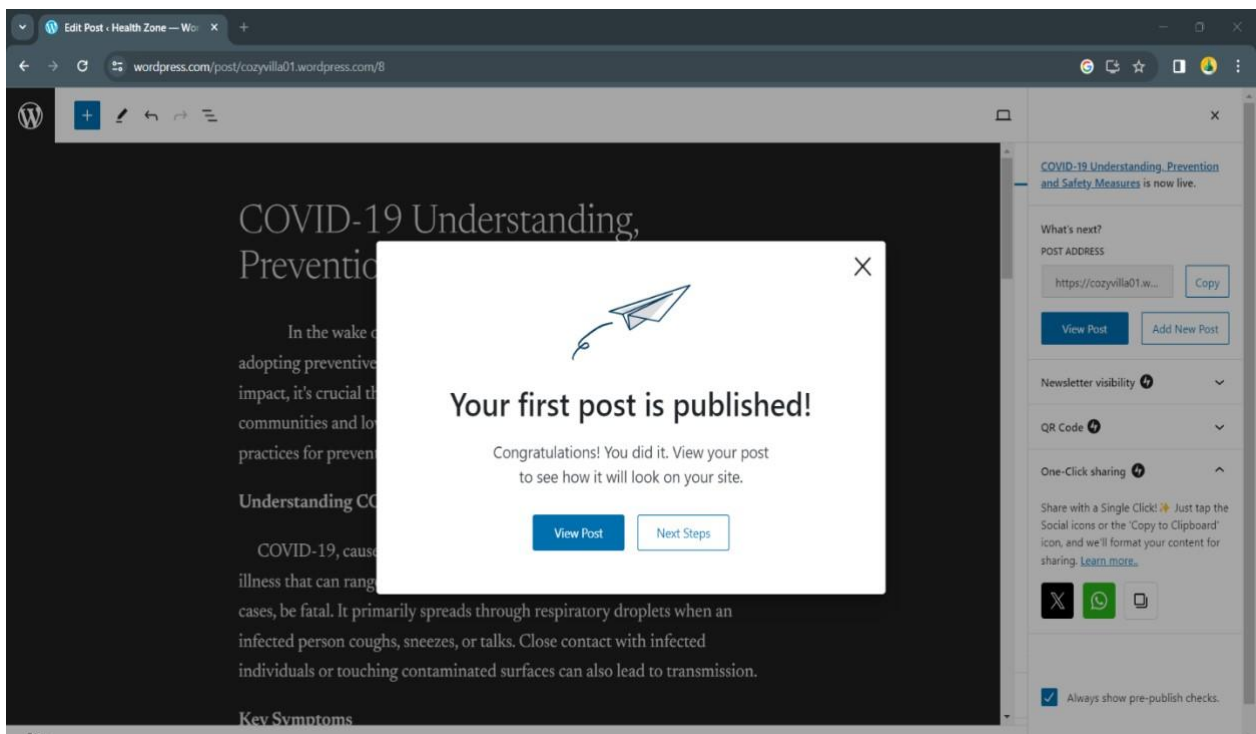 Edit Post ‹ Health Zone — Wo
wordpress.com/post/cozyvilla01.wordpress.com/8
COVID-19 Understanding,
Preventio
In the wake
adopting preventive
impact, it's crucial th
communities and lo
practices for preven
Understanding CO
COVID-19, cause
illness that can rang
cases, be fatal. It primarily spreads through respiratory droplets when an
infected person coughs, sneezes, or talks. Close contact with infected
individuals or touching contaminated surfaces can also lead to transmission.
Key Symptoms
Your first post is published!
Congratulations! You did it. View your post
to see how it will look on your site.
View Post Next Steps
COVID-19 Understanding, Prevention
and Safety Measures is now live.
What's next?
POST ADDRESS
https://cozyvilla01.w... Copy
View Post Add New Post
Newsletter visibility
QR Code
One-Click sharing
Share with a Single Click!✨ Just tap the
Social icons or the 'Copy to Clipboard'
icon, and we'll format your content for
sharing. Learn more..
Always show pre-publish checks.